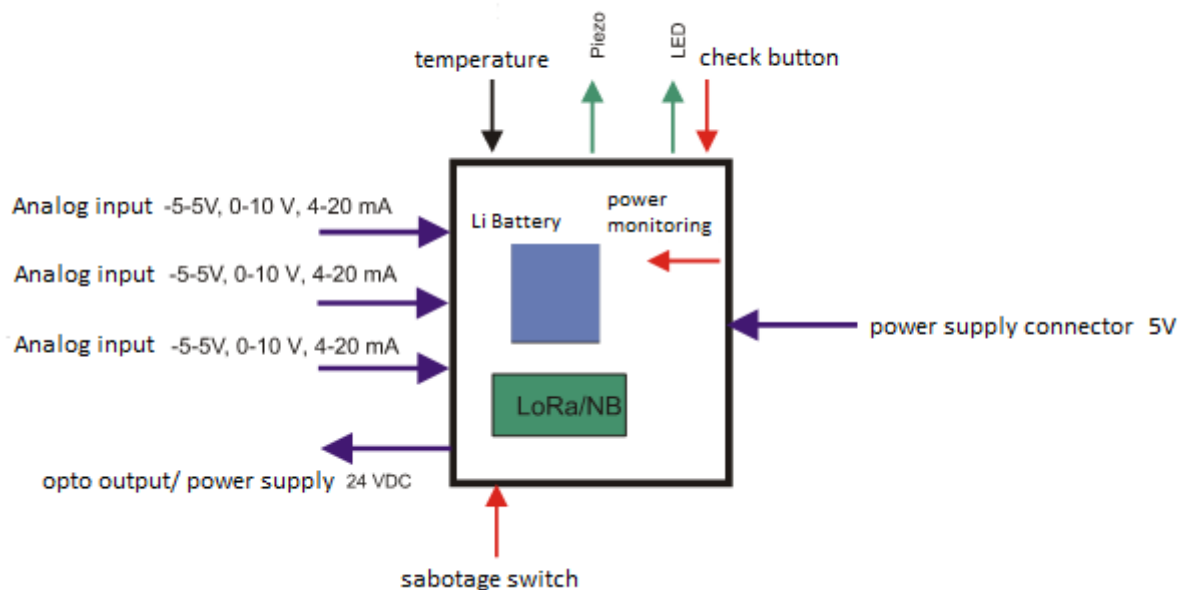 Piezo
LED
temperature
check button
Analog input -5-5V, 0-10 V, 4-20 mA
power
monitoring
Li Battery
Analog input -5-5V, 0-10 V, 4-20 mA
power supply connector 5V
Analog input -5-5V, 0-10 V, 4-20 mA
LoRa/NB
opto output/ power supply 24 VDC
sabotage switch